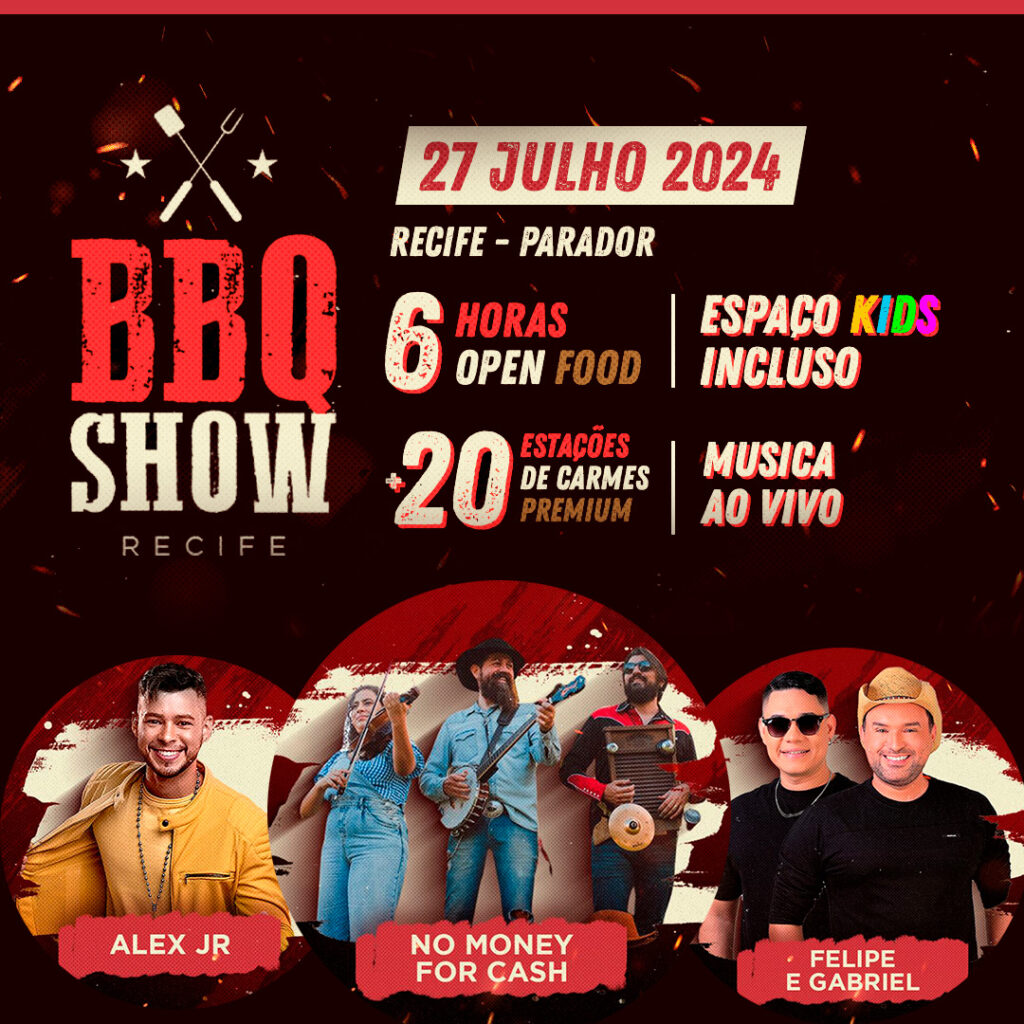 BBQ
SHOW
RECIFE
27 JULHO 2024
RECIFE - PARADOR
6 HORAS
OPEN FOOD
ESPAÇO KIDS
INCLUSO
+20 ESTAÇÕES
DE CARMES
PREMIUM
MUSICA
AO VIVO
ALEX JR
NO MONEY
FOR CASH
FELIPE
E GABRIEL